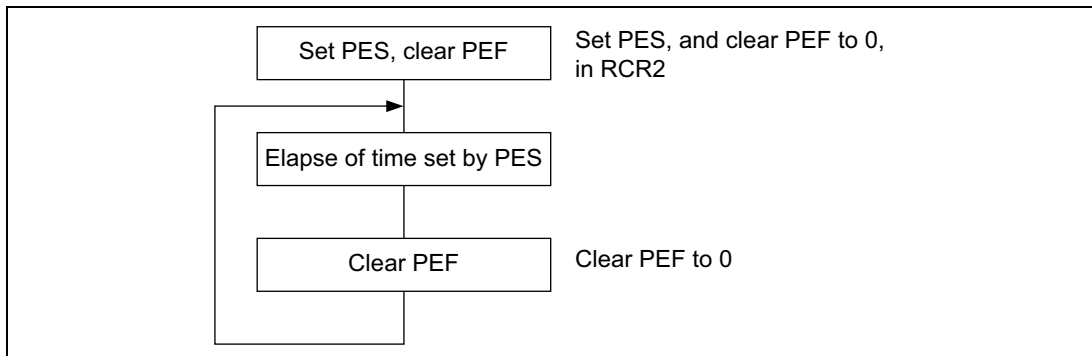 Set PES, clear PEF
Set PES, and clear PEF to 0,
in RCR2
Elapse of time set by PES
Clear PEF
Clear PEF to 0